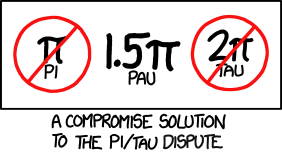 π 1.5π 2π
PI PAU TAU
A COMPROMISE SOLUTION
TO THE PI/TAU DISPUTE